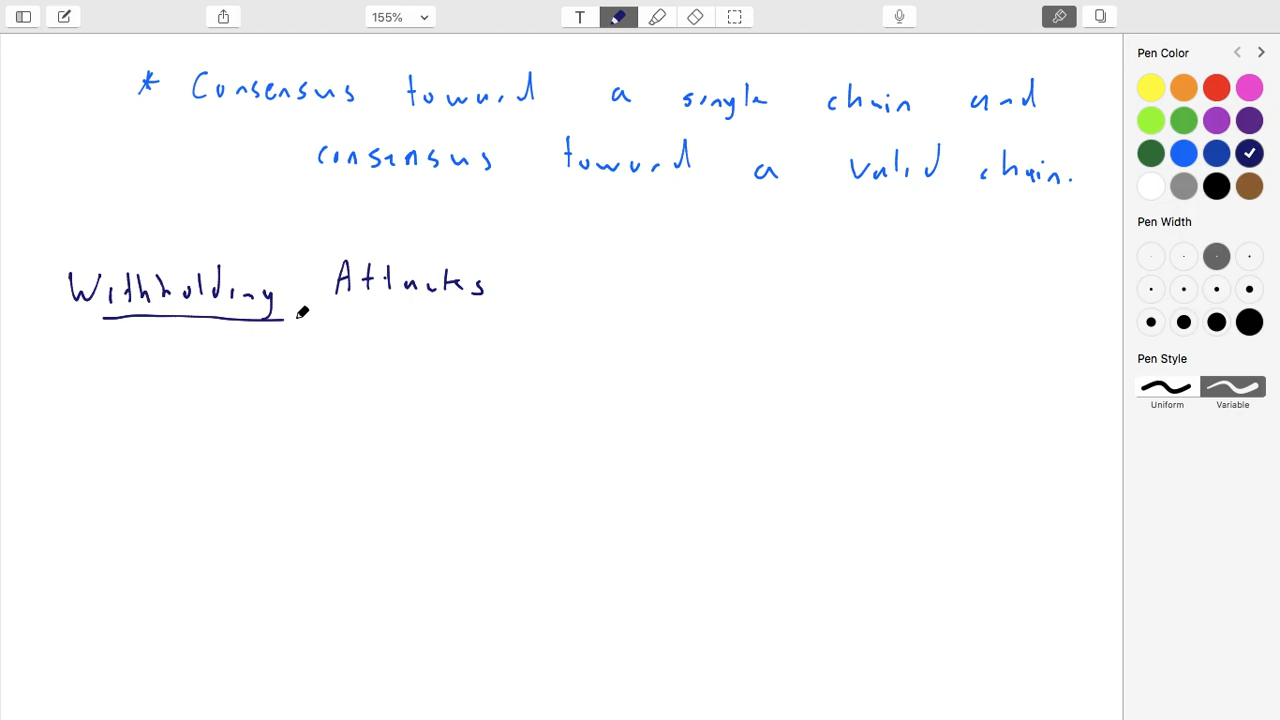 155%
T
Pen Color
* Consensus toward a single chain and
consensus toward a valid chain.
Pen Width
Withholding Attacks
Pen Style
Uniform Variable